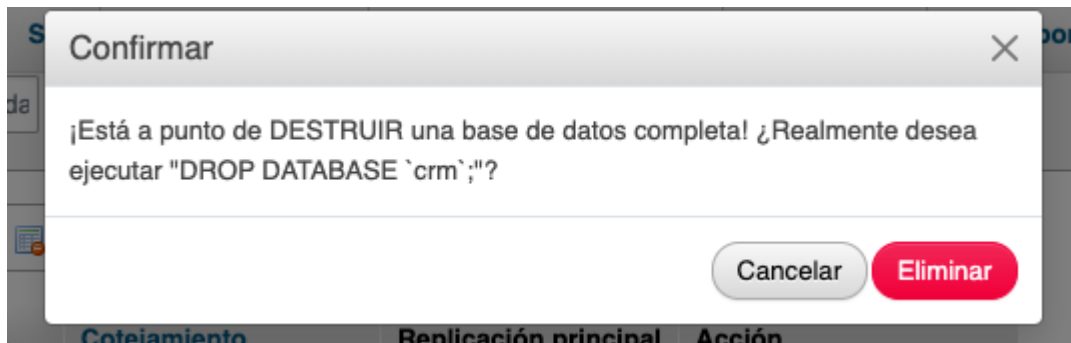 Confirmar
¡Está a punto de DESTRUIR una base de datos completa! ¿Realmente desea
ejecutar "DROP DATABASE `crm`;"?
Cancelar Eliminar
Cotejamiento Replicación principal Acción